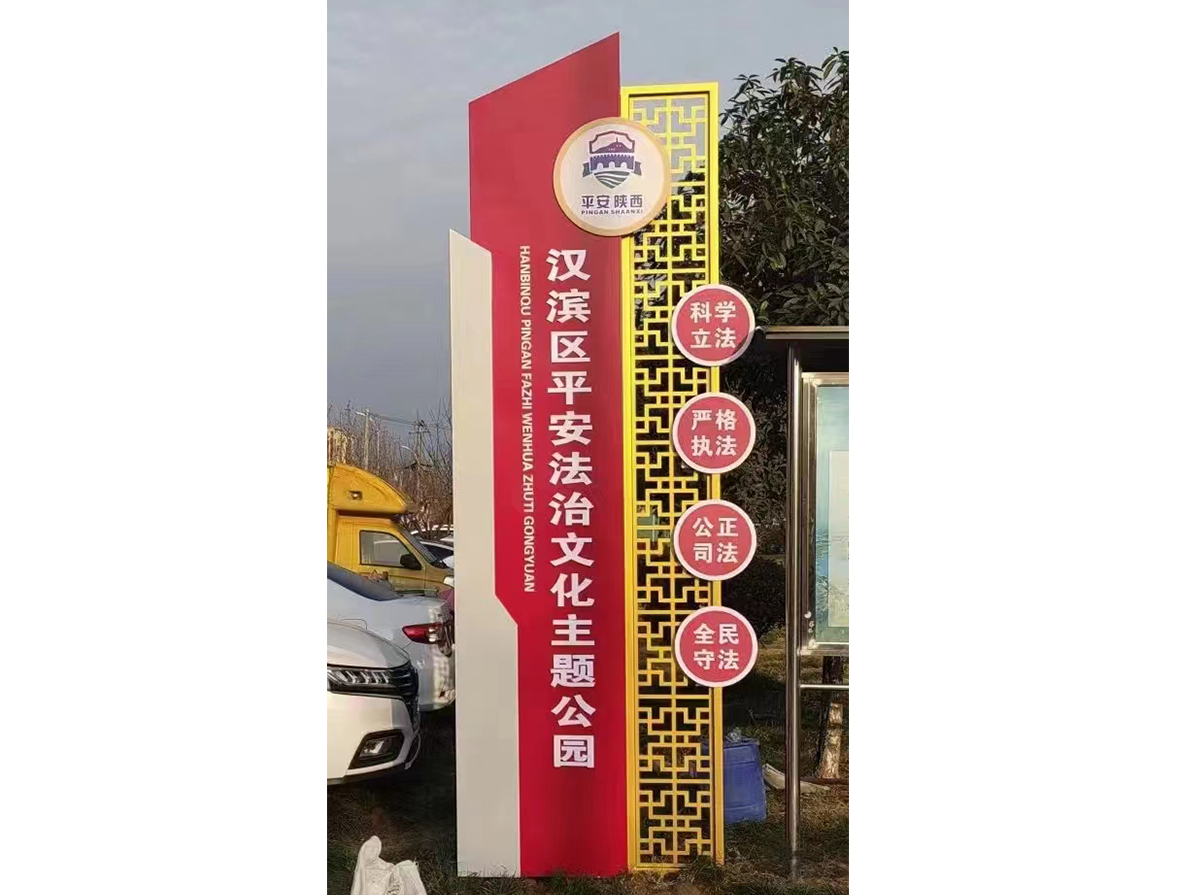 平安陕西
PINGAN SHAANXI
汉滨区平安法治文化主题公园
HANBINQU PINGAN FAZHI WENHUA ZHUTI GONGYUAN
科学
立法
严格
执法
公正
司法
全民
守法